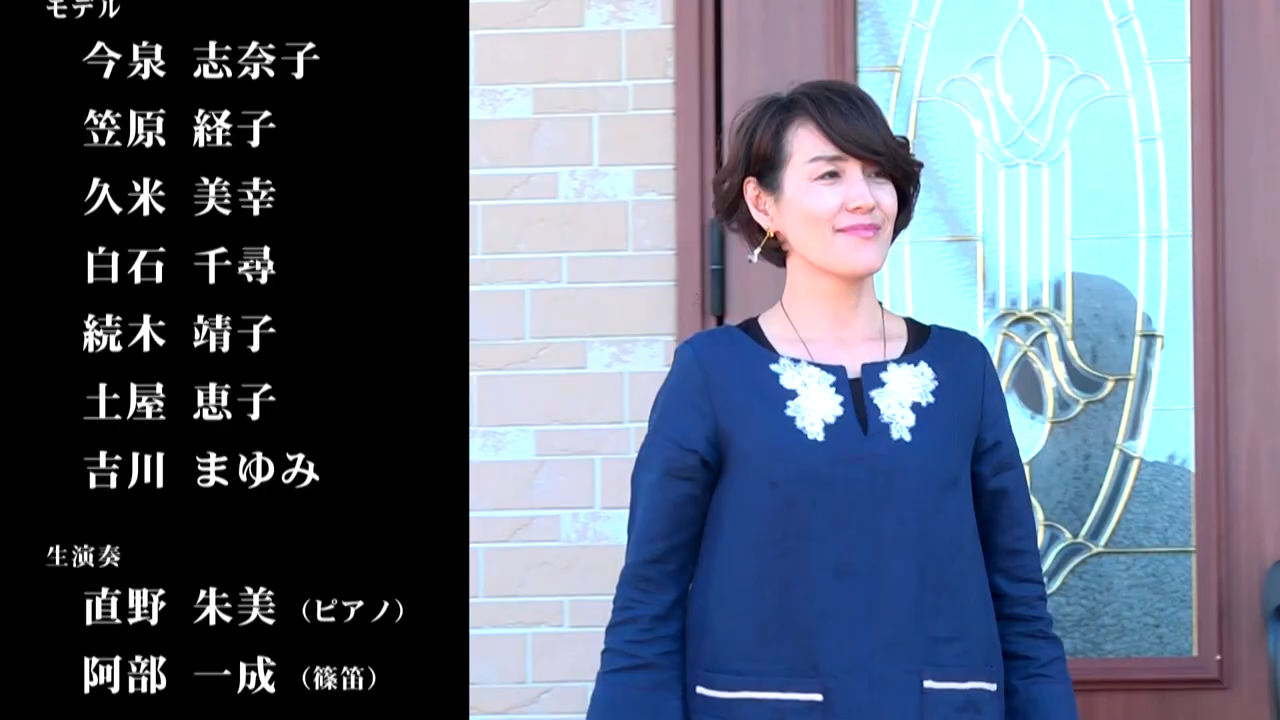 モデル
今泉 志奈子
笠原 経子
久米 美幸
白石 千尋
続木 靖子
土屋 恵子
吉川 まゆみ
生演奏
直野 朱美 （ピアノ）
阿部 一成 （篠笛）